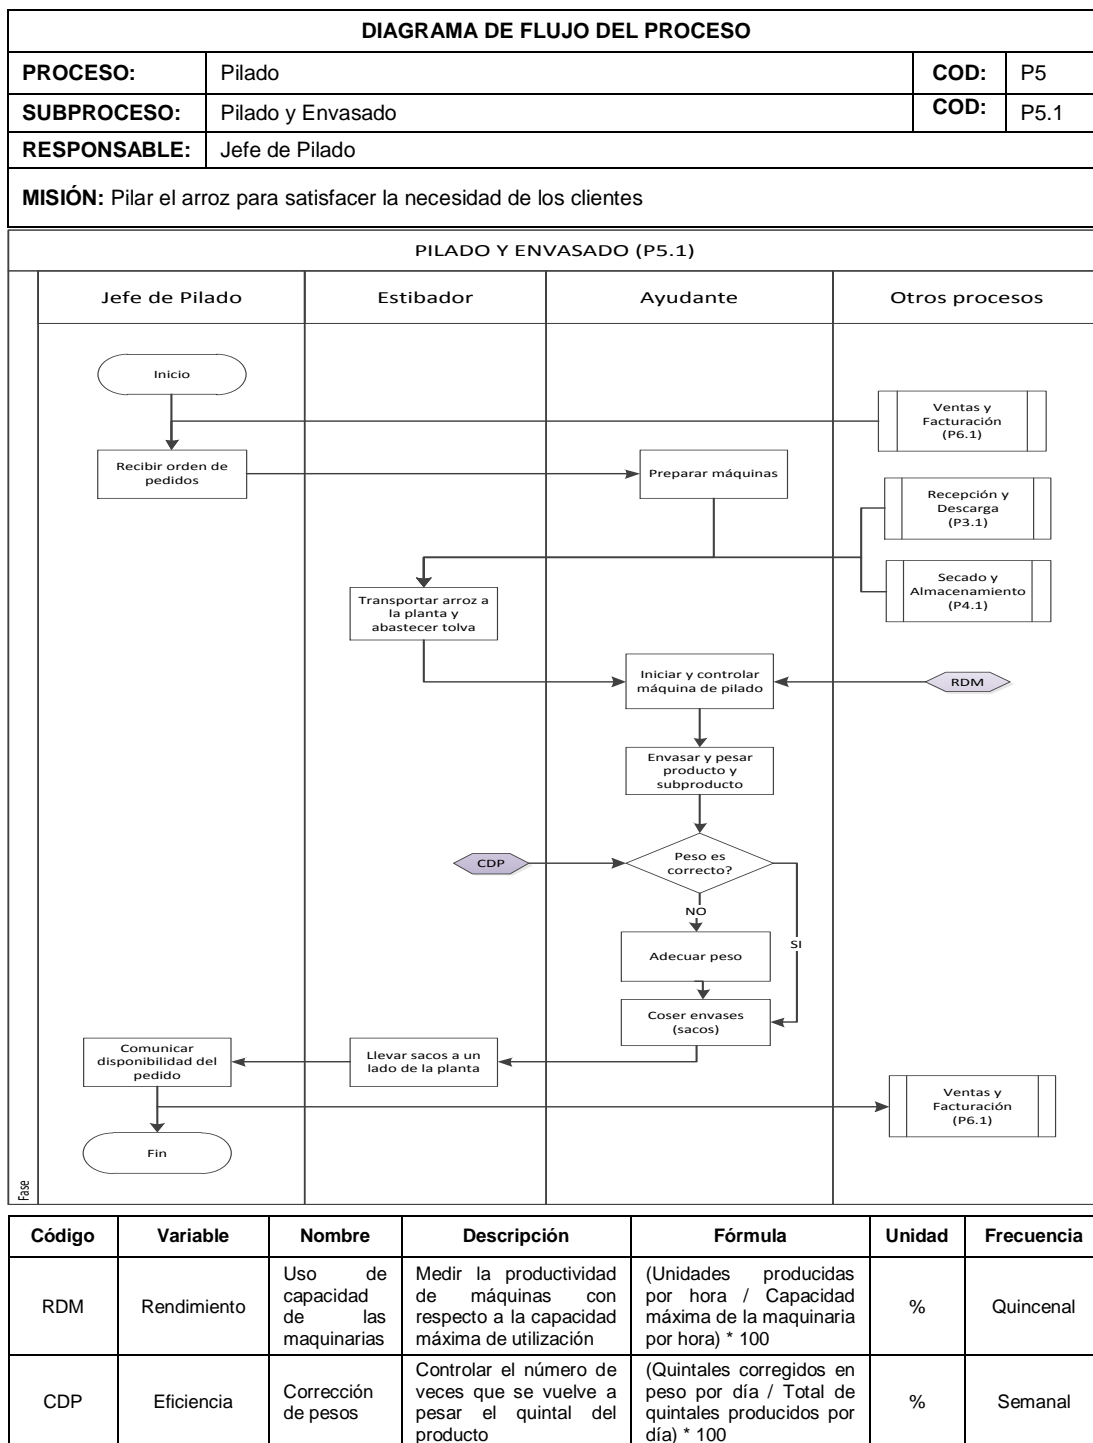 DIAGRAMA DE FLUJO DEL PROCESO
PROCESO: Pilado COD: P5
SUBPROCESO: Pilado y Envasado COD: P5.1
RESPONSABLE: Jefe de Pilado
MISIÓN: Pilar el arroz para satisfacer la necesidad de los clientes
PILADO Y ENVASADO (P5.1)
Jefe de Pilado
Estibador
Ayudante
Otros procesos
Inicio
Ventas y
Facturación
(P6.1)
Recibir orden de
pedidos
Preparar máquinas
Recepción y
Descarga
(P3.1)
Secado y
Almacenamiento
(P4.1)
Transportar arroz a
la planta y
abastecer tolva
Iniciar y controlar
máquina de pilado
RDM
Envasar y pesar
producto y
subproducto
CDP
Peso es
correcto?
NO
SI
Adecuar peso
Coser envases
(sacos)
Llevar sacos a un
lado de la planta
Comunicar
disponibilidad del
pedido
Ventas y
Facturación
(P6.1)
Fin
Fase
Código Variable Nombre Descripción Fórmula Unidad Frecuencia
RDM
Rendimiento
Uso de
capacidad
de las
maquinarias
Medir la productividad
de máquinas con
respecto a la capacidad
máxima de utilización
(Unidades producidas
por hora / Capacidad
máxima de la maquinaria
por hora) * 100
%
Quincenal
CDP
Eficiencia
Corrección
de pesos
Controlar el número de
veces que se vuelve a
pesar el quintal del
producto
(Quintales corregidos en
peso por día / Total de
quintales producidos por
día) * 100
%
Semanal